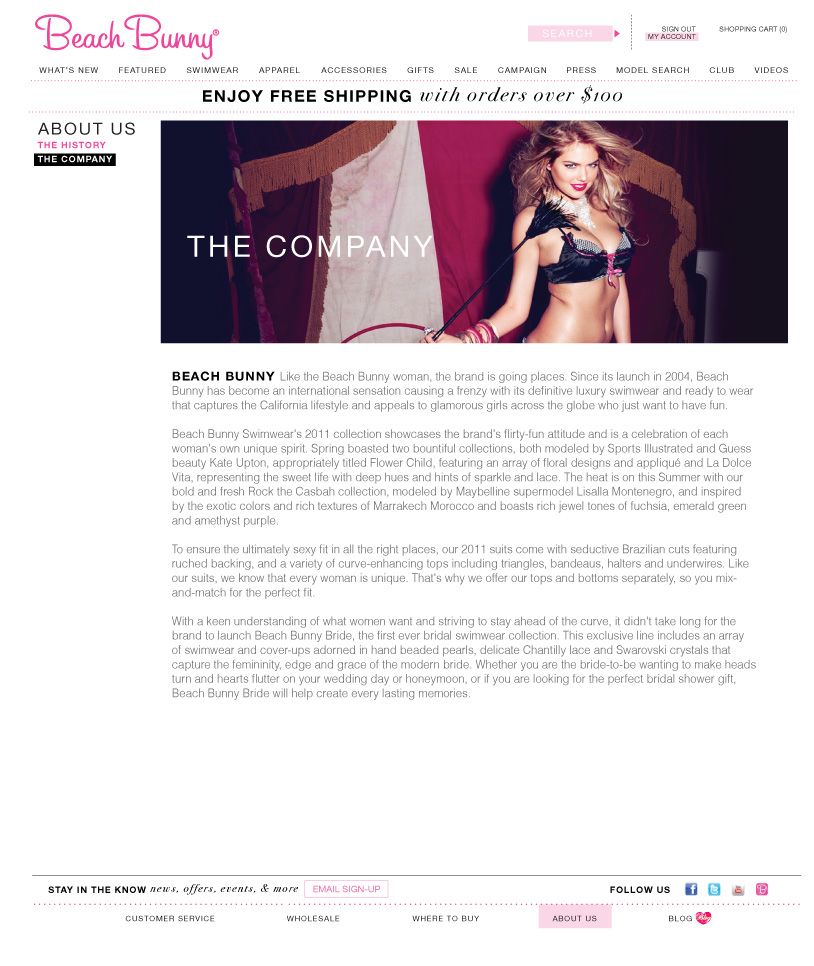 Beach Bunny®
SEARCH
SIGN OUT
MY ACCOUNT
SHOPPING CART (0)
WHAT'S NEW FEATURED SWIMWEAR APPAREL ACCESSORIES GIFTS SALE CAMPAIGN PRESS MODEL SEARCH CLUB VIDEOS
ENJOY FREE SHIPPING with orders over $100
ABOUT US
THE HISTORY
THE COMPANY
THE COMPANY
BEACH BUNNY Like the Beach Bunny woman, the brand is going places. Since its launch in 2004, Beach
Bunny has become an international sensation causing a frenzy with its definitive luxury swimwear and ready to wear
that captures the California lifestyle and appeals to glamorous girls across the globe who just want to have fun.
Beach Bunny Swimwear's 2011 collection showcases the brand's flirty-fun attitude and is a celebration of each
woman's own unique spirit. Spring boasted two bountiful collections, both modeled by Sports Illustrated and Guess
beauty Kate Upton, appropriately titled Flower Child, featuring an array of floral designs and appliqué and La Dolce
Vita, representing the sweet life with deep hues and hints of sparkle and lace. The heat is on this Summer with our
bold and fresh Rock the Casbah collection, modeled by Maybelline supermodel Lisalla Montenegro, and inspired
by the exotic colors and rich textures of Marrakech Morocco and boasts rich jewel tones of fuchsia, emerald green
and amethyst purple.
To ensure the ultimately sexy fit in all the right places, our 2011 suits come with seductive Brazilian cuts featuring
ruched backing, and a variety of curve-enhancing tops including triangles, bandeaus, halters and underwires. Like
our suits, we know that every woman is unique. That's why we offer our tops and bottoms separately, so you mix-
and-match for the perfect fit.
With a keen understanding of what women want and striving to stay ahead of the curve, it didn't take long for the
brand to launch Beach Bunny Bride, the first ever bridal swimwear collection. This exclusive line includes an array
of swimwear and cover-ups adorned in hand beaded pearls, delicate Chantilly lace and Swarovski crystals that
capture the femininity, edge and grace of the modern bride. Whether you are the bride-to-be wanting to make heads
turn and hearts flutter on your wedding day or honeymoon, or if you are looking for the perfect bridal shower gift,
Beach Bunny Bride will help create every lasting memories.
STAY IN THE KNOW news, offers, events, & more EMAIL SIGN-UP
FOLLOW US
CUSTOMER SERVICE WHOLESALE WHERE TO BUY ABOUT US BLOG